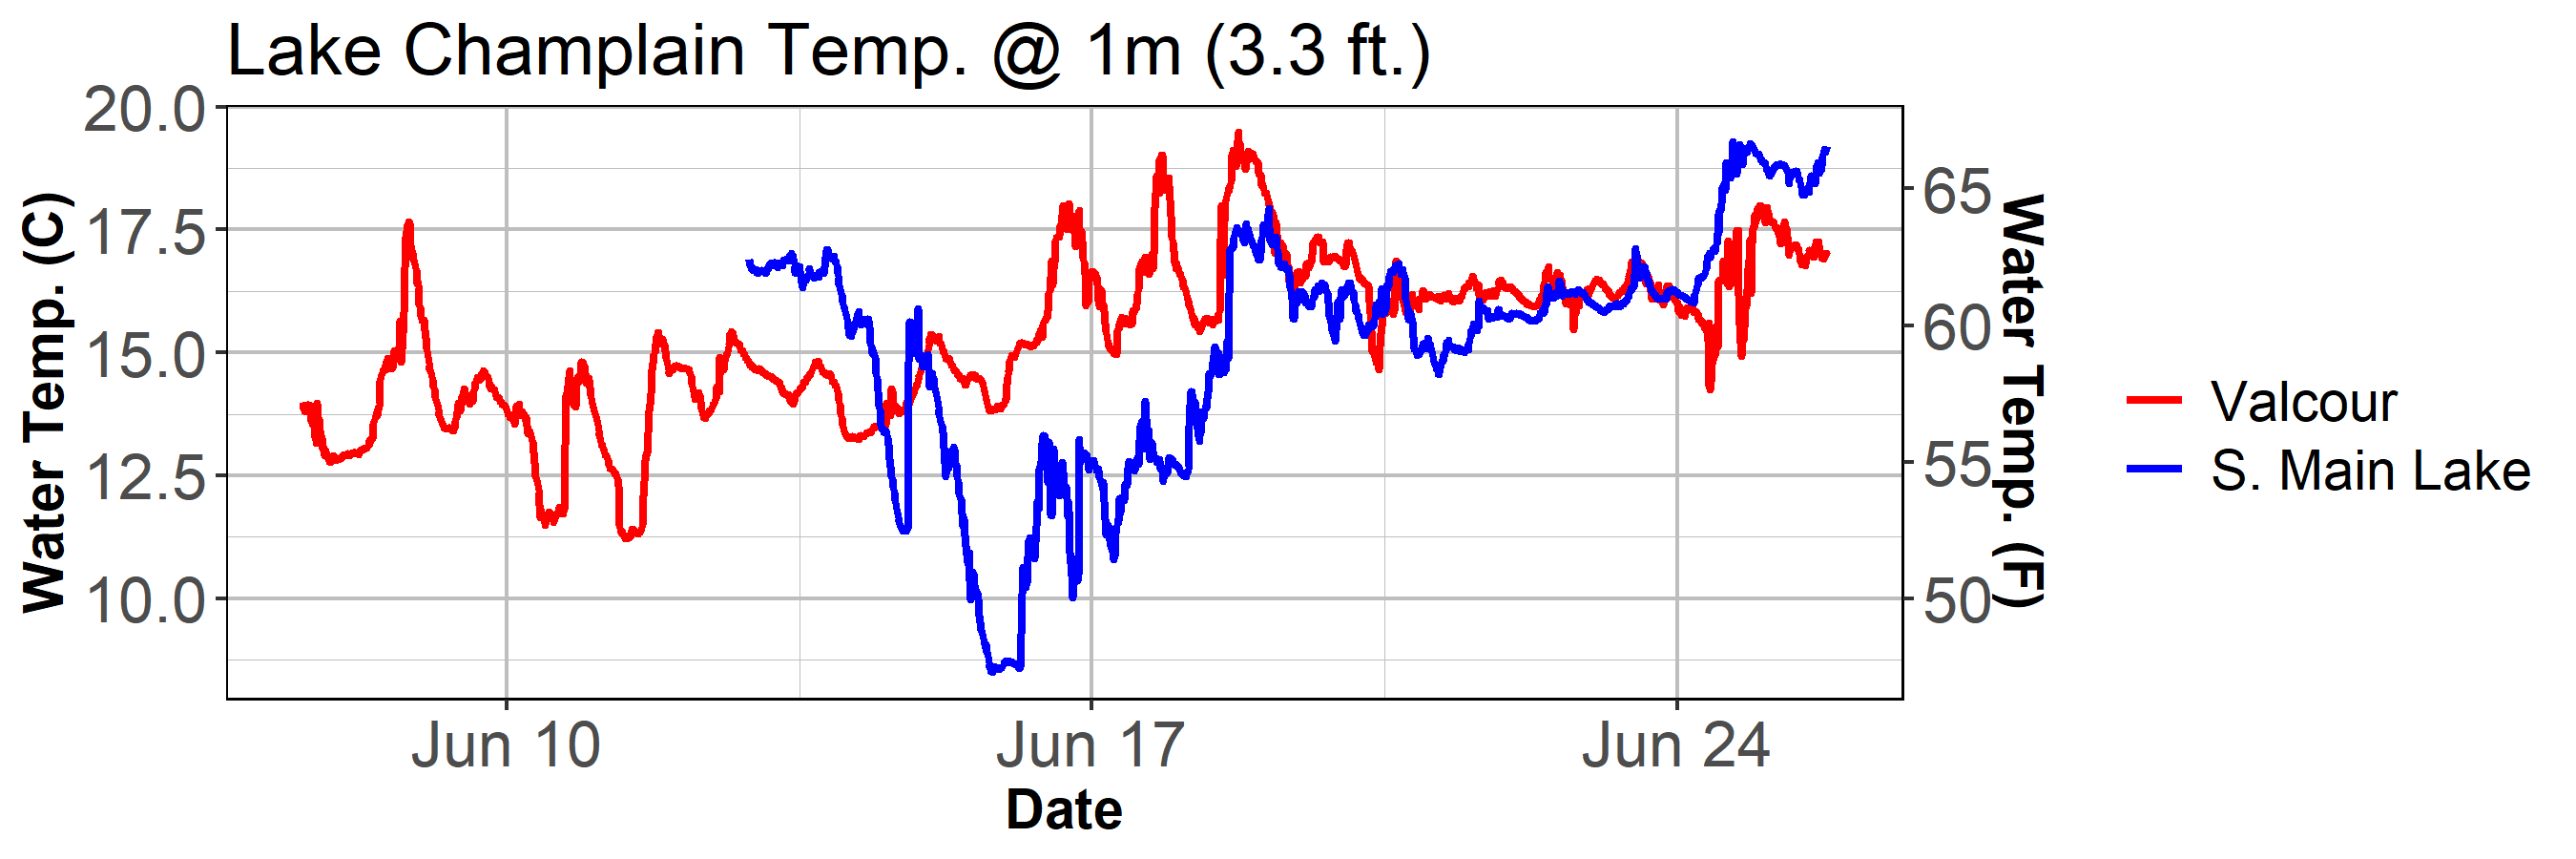 Lake Champlain Temp. @ 1m (3.3 ft.)
Water Temp. (C)
20.0
17.5
15.0
12.5
10.0
65
60
55
50
Water Temp. (F)
Jun 10
Jun 17
Jun 24
Date
Valcour
S. Main Lake